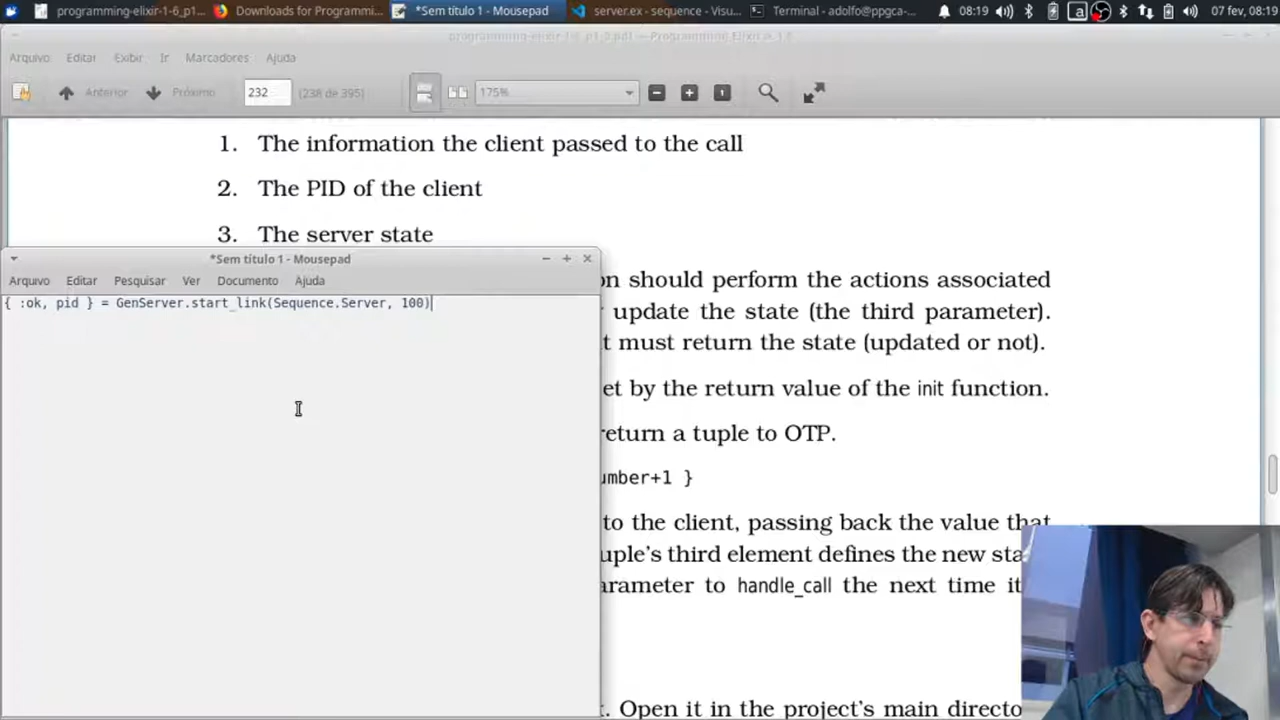 programming-elixir-1-6_p1...
Downloads for Programmi...
*Sem título 1 - Mousepad
server.ex - sequence - Visu...
Terminal - adolfo@ppgca-...
08:19
a
07 fev, 08:19
Arquivo Editar Exibir Ir Marcadores Ajuda
Anterior Próximo 232 (238 de 395) 175%
1. The information the client passed to the call
2. The PID of the client
3. The server state
*Sem título 1 - Mousepad
Arquivo Editar Pesquisar Ver Documento Ajuda
{ :ok, pid } = GenServer.start_link(Sequence.Server, 100)
on should perform the actions associated
update the state (the third parameter).
t must return the state (updated or not).
et by the return value of the init function.
return a tuple to OTP.
umber+1 }
to the client, passing back the value that
uple's third element defines the new sta
arameter to handle_call the next time it
. Open it in the project's main directo